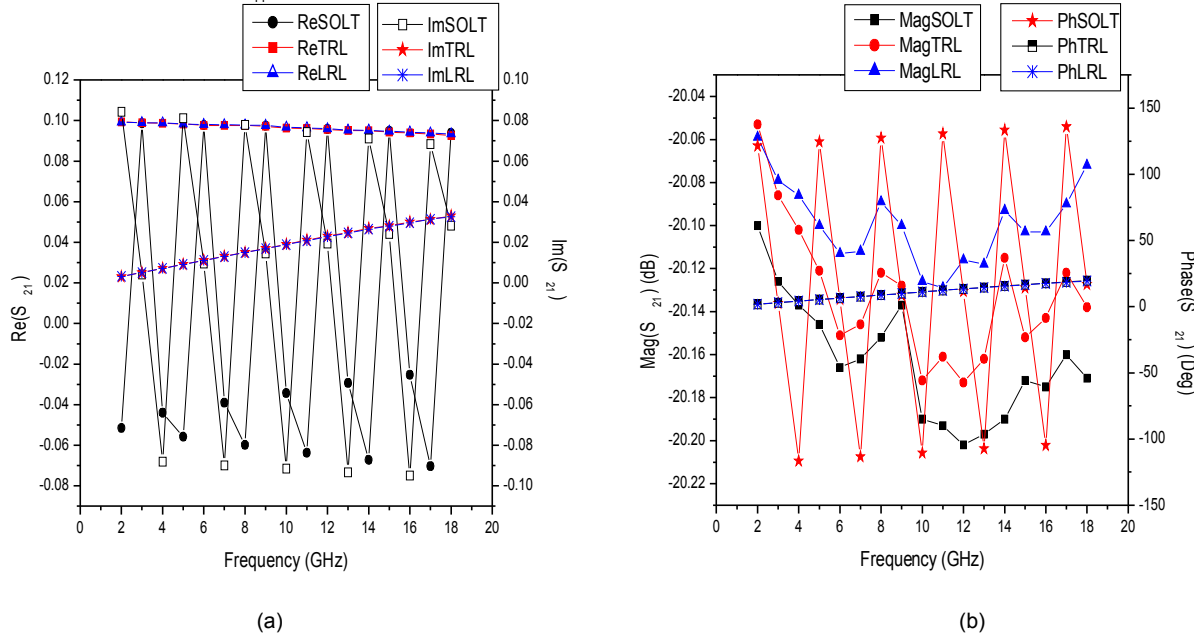 ReSOLT
ReTRL
ReLRL
ImSOLT
ImTRL
ImLRL
0.12
0.10
0.08
0.06
0.04
0.02
0.00
-0.02
-0.04
-0.06
-0.08
Re(S 21)
0.10
0.08
0.06
0.04
0.02
0.00
-0.02
-0.04
-0.06
-0.08
-0.10
Im(S 21)
0 2 4 6 8 10 12 14 16 18 20
Frequency (GHz)
(a)
MagSOLT
MagTRL
MagLRL
PhSOLT
PhTRL
PhLRL
-20.04
-20.06
-20.08
-20.10
-20.12
-20.14
-20.16
-20.18
-20.20
-20.22
Mag(S 21) (dB)
150
100
50
0
-50
-100
-150
Phase(S 21) (Deg)
0 2 4 6 8 10 12 14 16 18 20
Frequency (GHz)
(b)